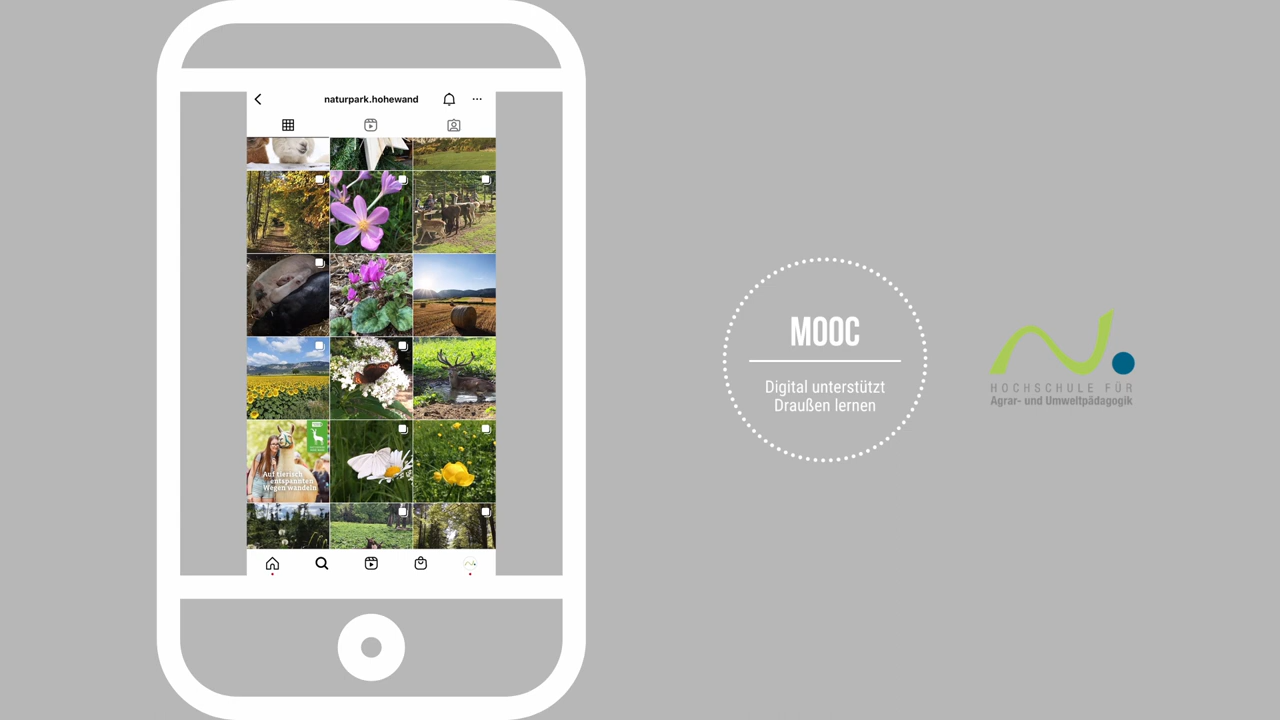 naturpark.hohewand
Auf tierisch
entspannten
Wegen wandeln
MOOC
Digital unterstützt
Draußen lernen
HOCHSCHULE FÜR
Agrar- und Umweltpädagogik